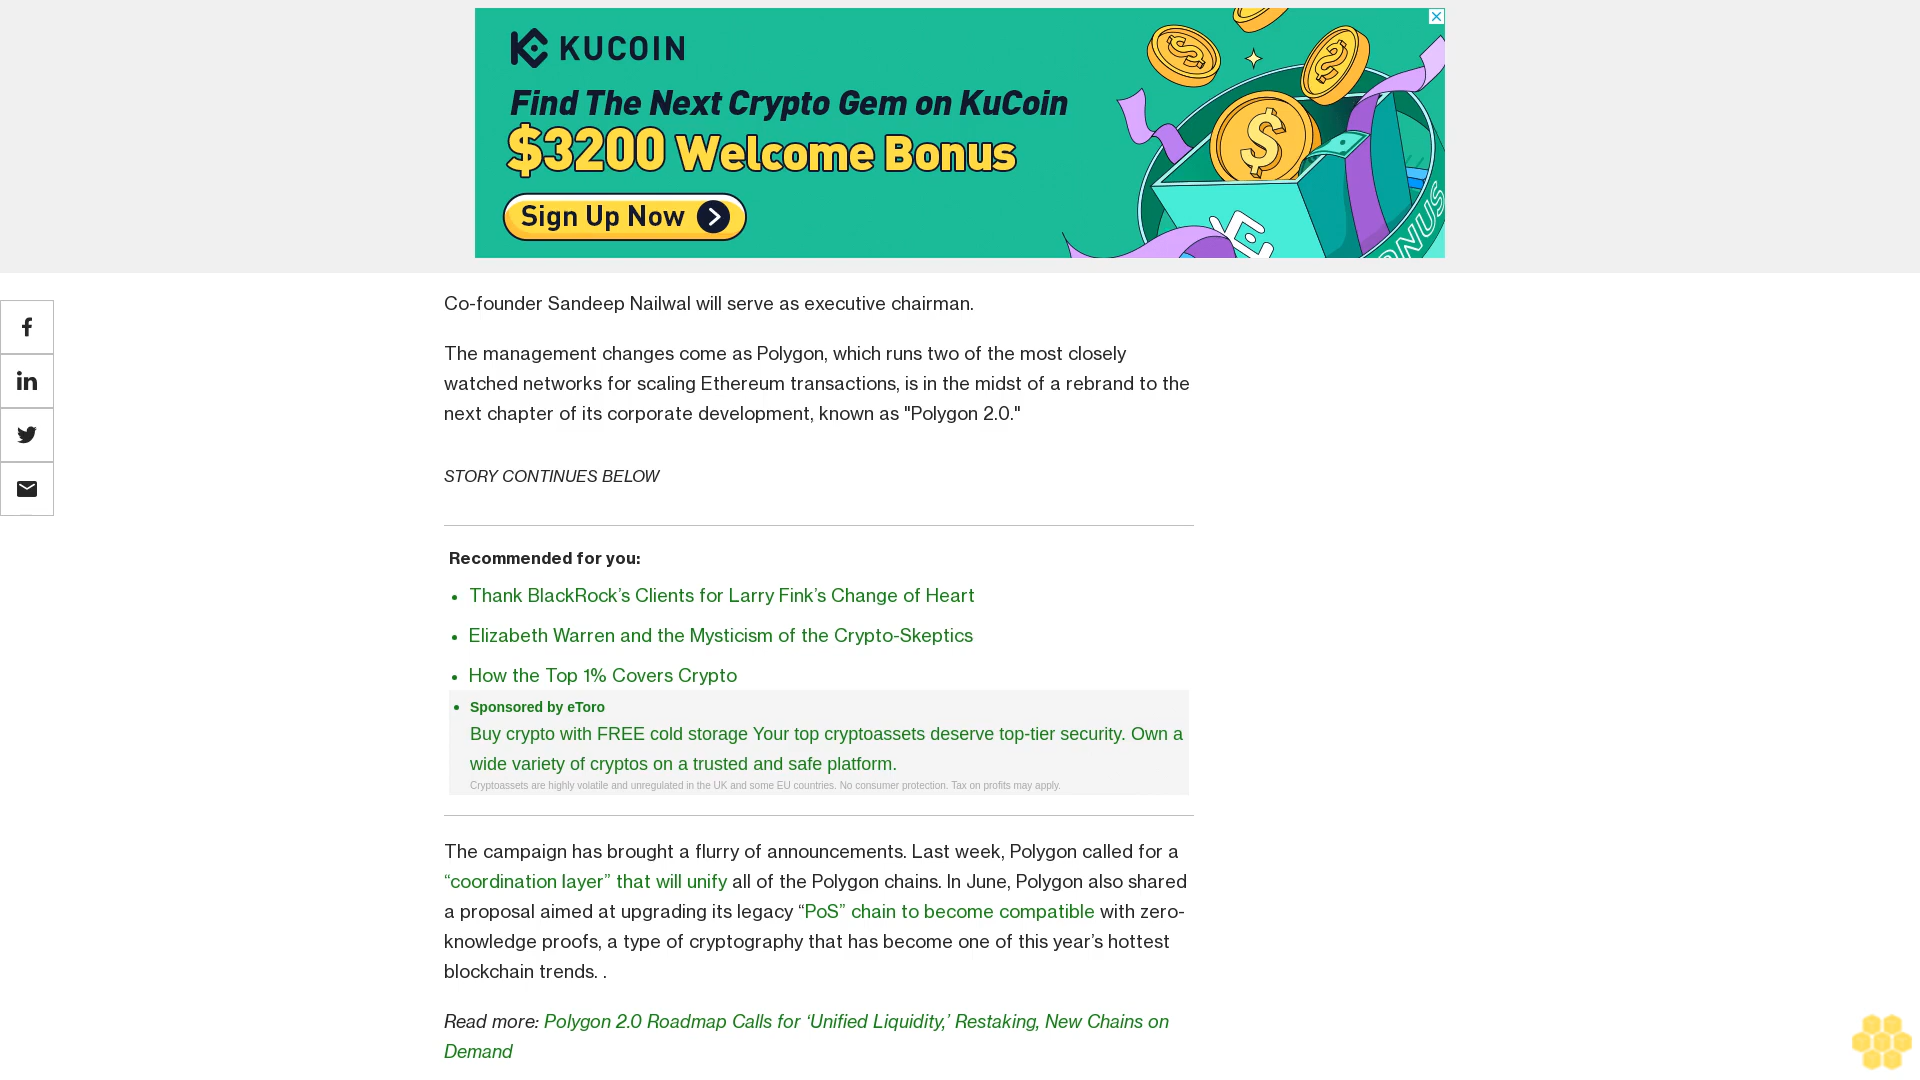 KUCOIN
Find The Next Crypto Gem on KuCoin
$3200 Welcome Bonus
Sign Up Now
BONUS
Co-founder Sandeep Nailwal will serve as executive chairman.
The management changes come as Polygon, which runs two of the most closely
watched networks for scaling Ethereum transactions, is in the midst of a rebrand to the
next chapter of its corporate development, known as "Polygon 2.0."
STORY CONTINUES BELOW
Recommended for you:
• Thank BlackRock’s Clients for Larry Fink’s Change of Heart
• Elizabeth Warren and the Mysticism of the Crypto-Skeptics
• How the Top 1% Covers Crypto
• Sponsored by eToro
Buy crypto with FREE cold storage Your top cryptoassets deserve top-tier security. Own a
wide variety of cryptos on a trusted and safe platform.
Cryptoassets are highly volatile and unregulated in the UK and some EU countries. No consumer protection. Tax on profits may apply.
The campaign has brought a flurry of announcements. Last week, Polygon called for a
“coordination layer” that will unify all of the Polygon chains. In June, Polygon also shared
a proposal aimed at upgrading its legacy “PoS” chain to become compatible with zero-
knowledge proofs, a type of cryptography that has become one of this year’s hottest
blockchain trends. .
Read more: Polygon 2.0 Roadmap Calls for ‘Unified Liquidity,’ Restaking, New Chains on
Demand